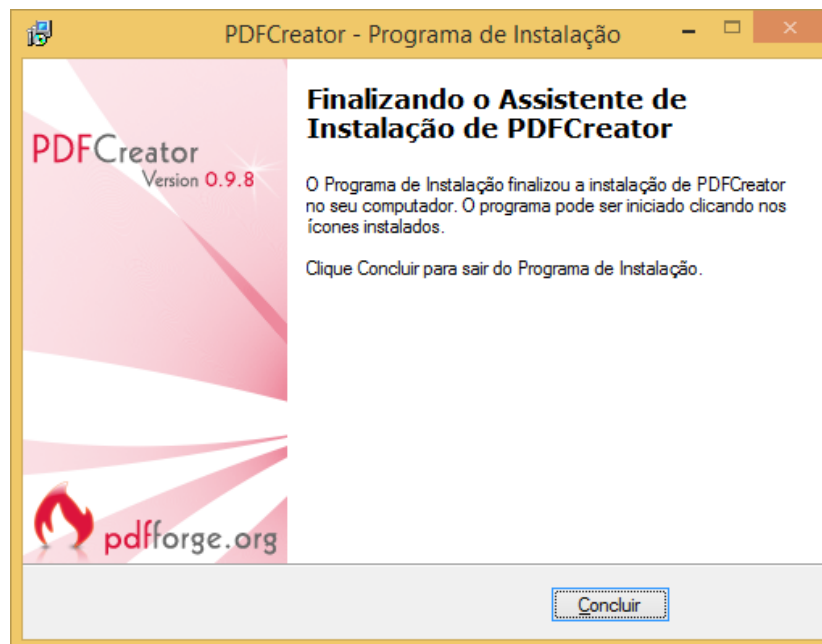 PDFCreator - Programa de Instalação
PDFCreator
Version 0.9.8
Finalizando o Assistente de
Instalação de PDFCreator
O Programa de Instalação finalizou a instalação de PDFCreator
no seu computador. O programa pode ser iniciado clicando nos
ícones instalados.
Clique Concluir para sair do Programa de Instalação.
pdfforge.org
Concluir